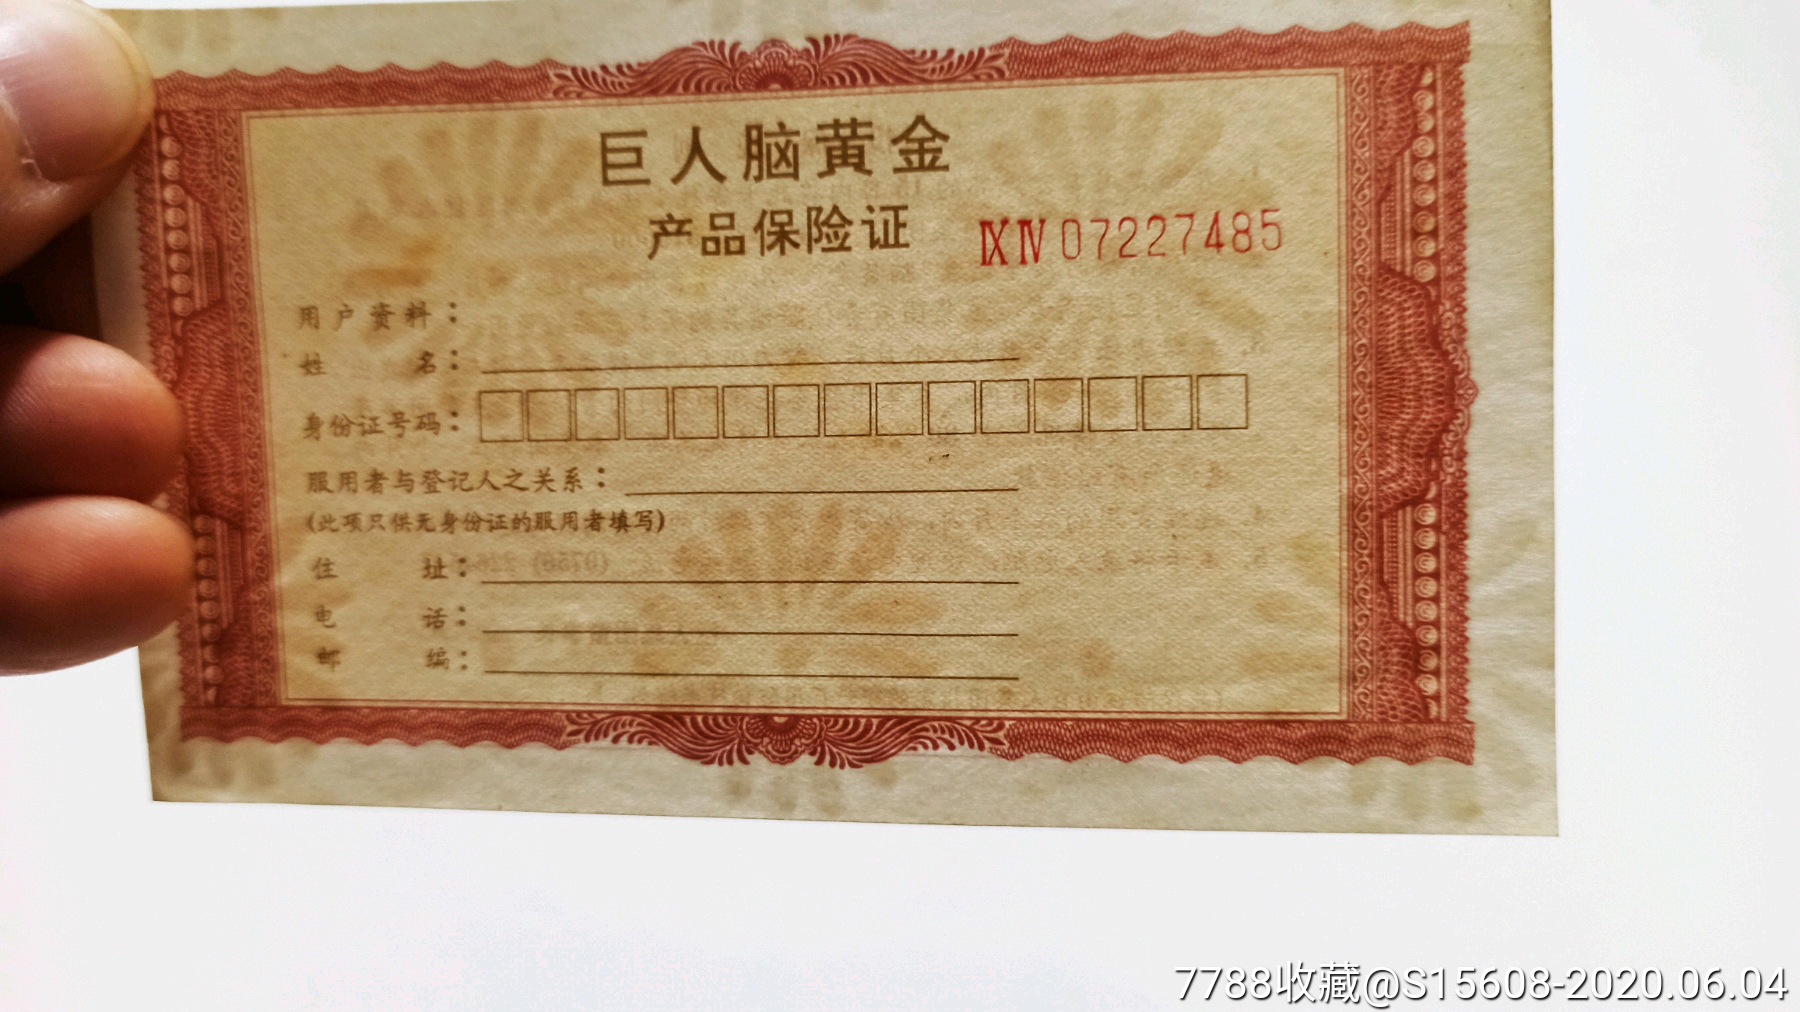 巨人脑黄金
产品保险证 ⅨⅣ07227485
用户资料：
姓名：
身份证号码：
服用者与登记人之关系：
(此项只供无身份证的服用者填写)
住址：
电话：
邮编：
7788收藏@S15608-2020.06.04